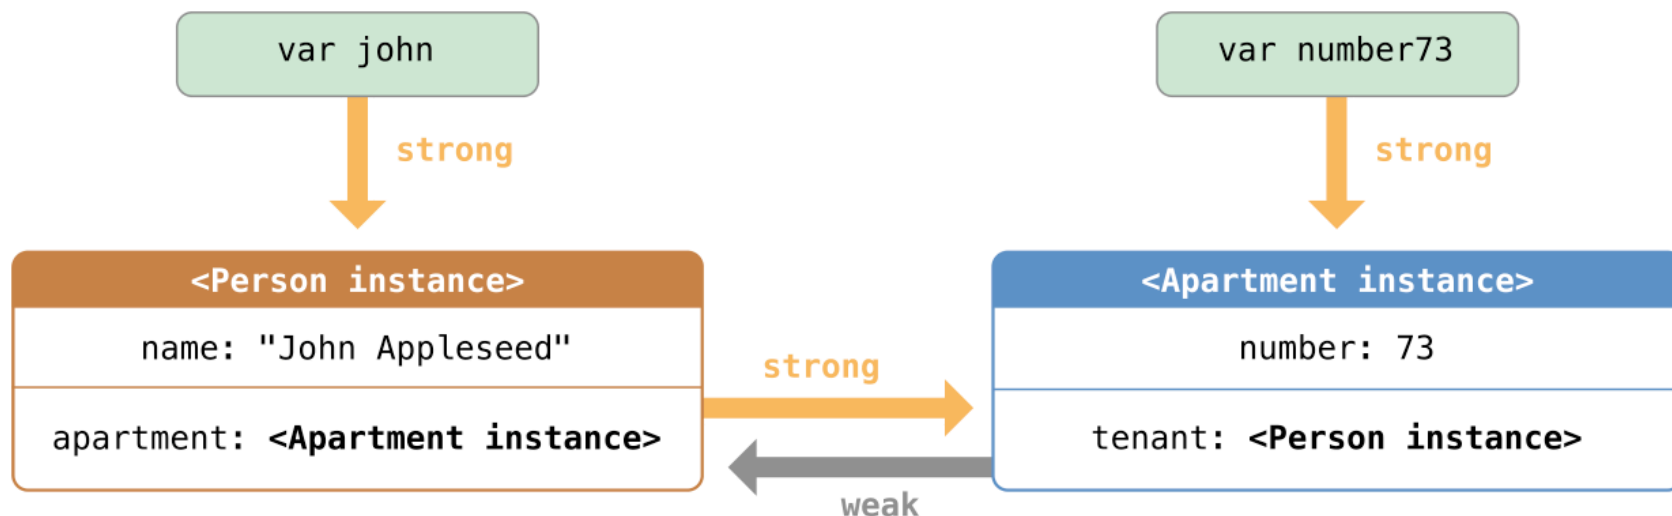 var john
var number73
strong
strong
<Person instance>
<Apartment instance>
name: "John Appleseed"
number: 73
strong
apartment: <Apartment instance>
tenant: <Person instance>
weak